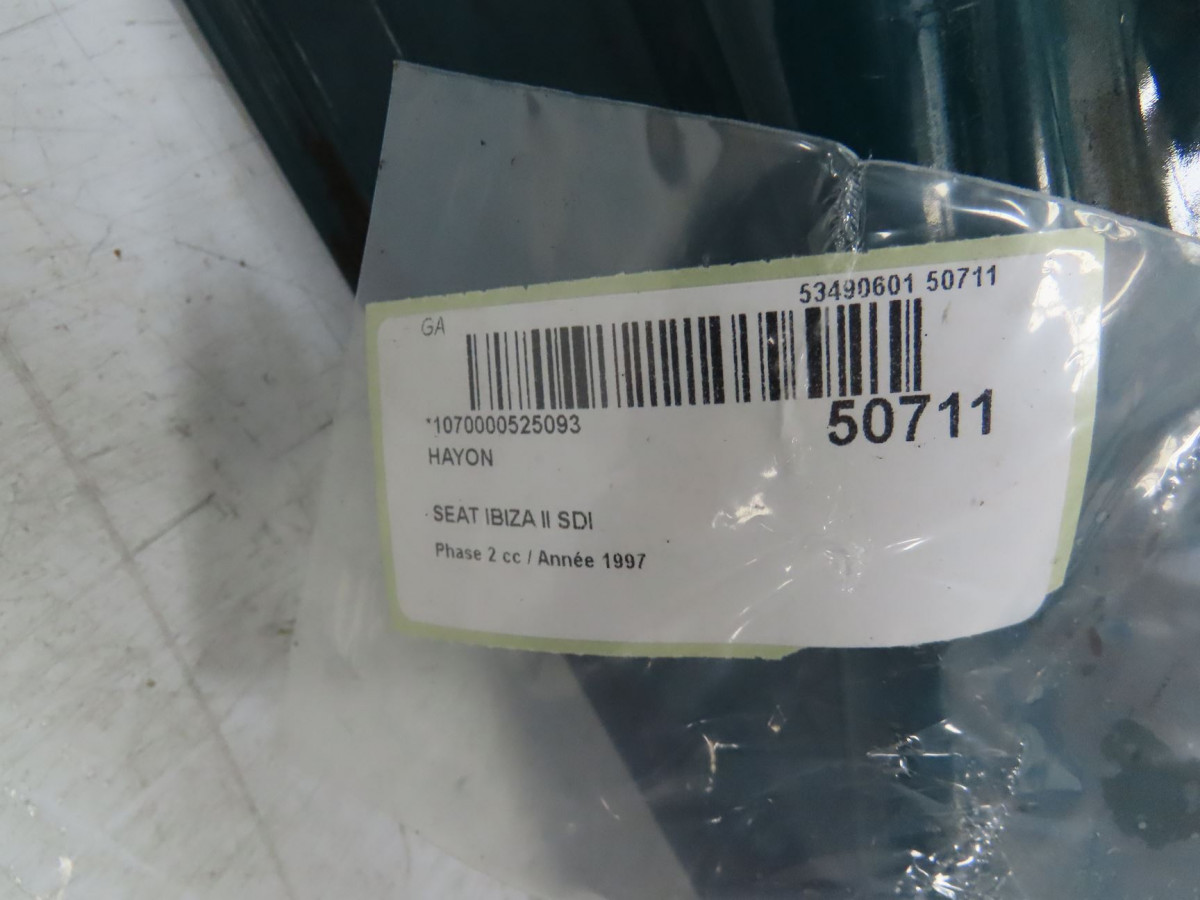 53490601 50711
GA
50711
*1070000525093
HAYON
SEAT IBIZA II SDI
Phase 2 cc / Année 1997